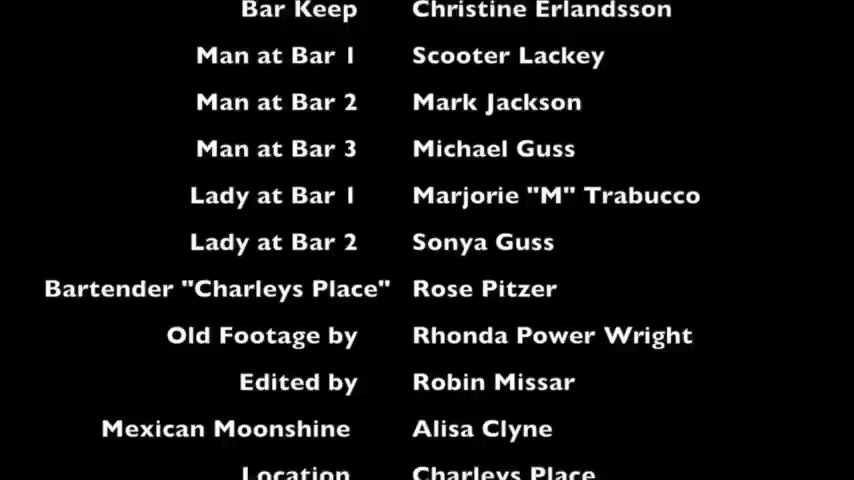 Bar Keep Christine Erlandsson
Man at Bar 1 Scooter Lackey
Man at Bar 2 Mark Jackson
Man at Bar 3 Michael Guss
Lady at Bar 1 Marjorie "M" Trabucco
Lady at Bar 2 Sonya Guss
Bartender "Charleys Place" Rose Pitzer
Old Footage by Rhonda Power Wright
Edited by Robin Missar
Mexican Moonshine Alisa Clyne
Location Charleys Place